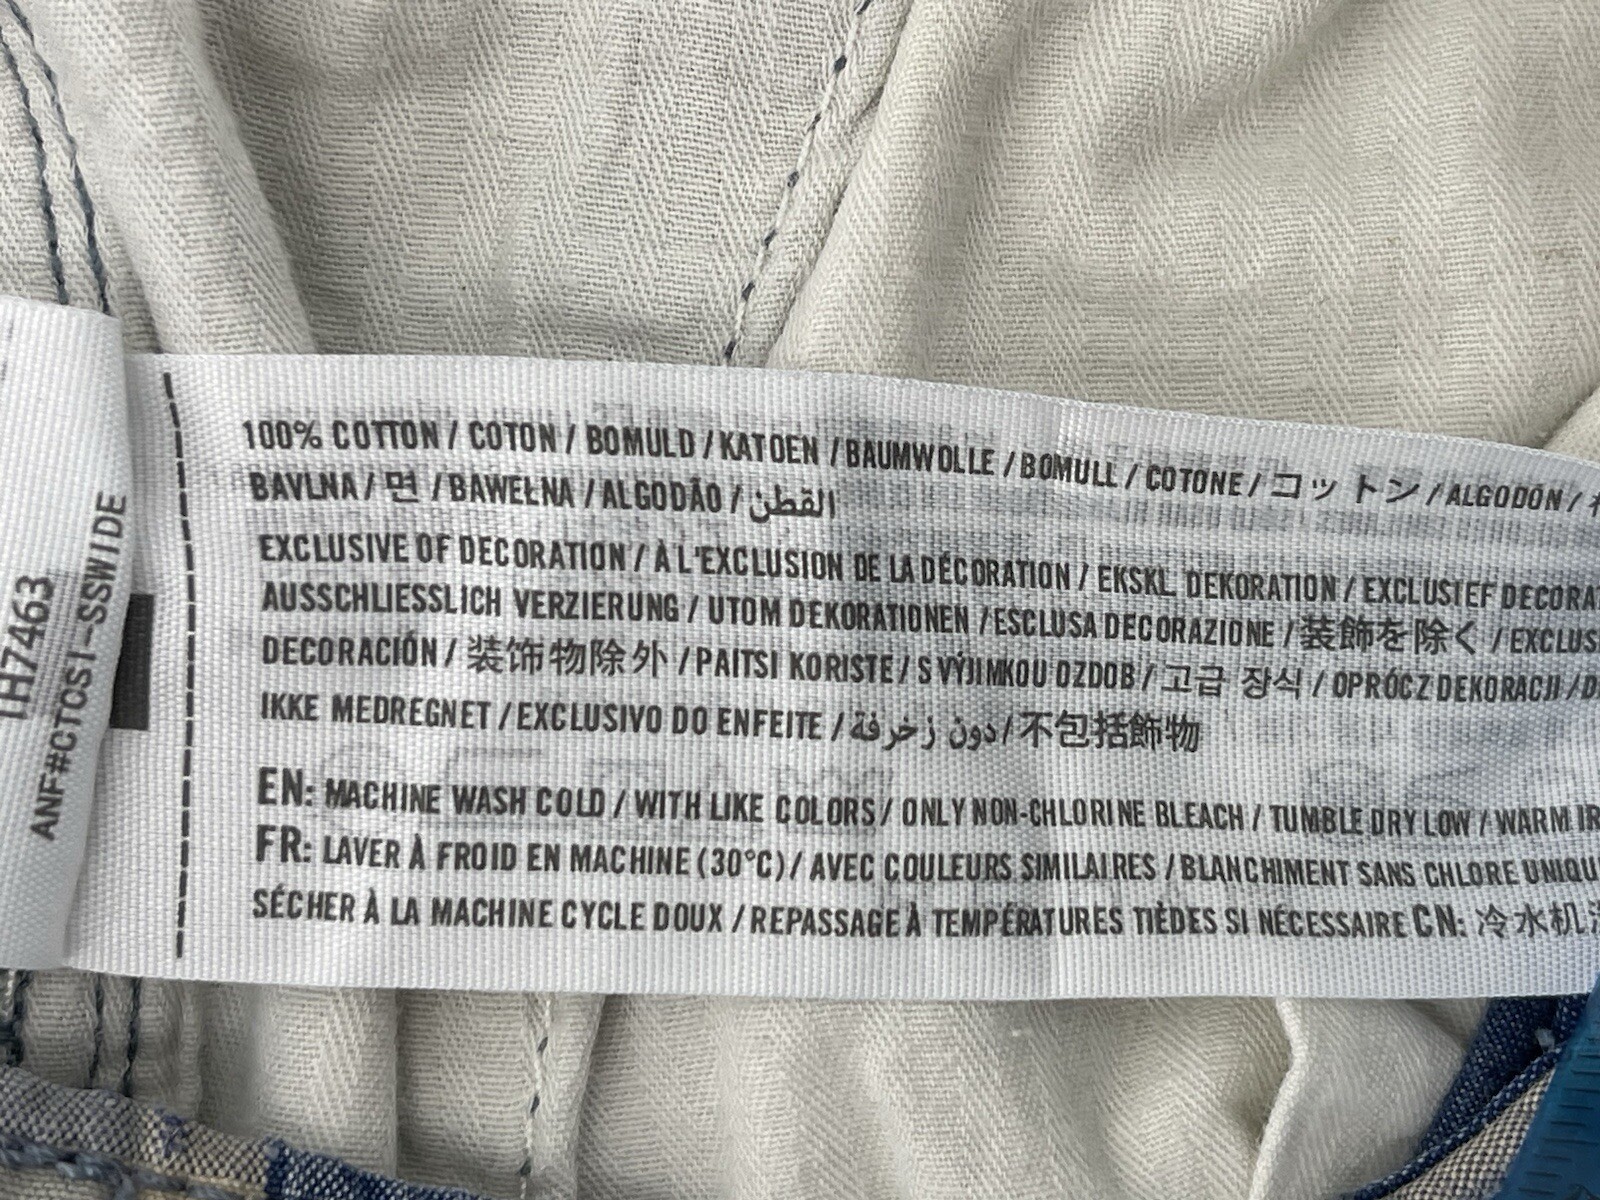 100% COTTON / COTON / BOMULD / KATOEN / BAUMWOLLE / BOMULL / COTONE / コットン / ALGODÓN /
BAVLNA / 면 / BAWEŁNA / ALGODÃO / القطن
EXCLUSIVE OF DECORATION / À L'EXCLUSION DE LA DÉCORATION / EKSKL. DEKORATION / EXCLUSIEF
AUSSCHLIESSLICH VERZIERUNG / UTOM DEKORATIONEN / ESCLUSA DECORAZIONE / 装飾を除く /
DECORACIÓN / 装饰物除外 / PAITSI KORISTE / S VÝJIMKOU OZDOB / 고급 장식 / OPRÓCZ DEKORACJI /
IKKE MEDREGNET / EXCLUSIVO DO ENFEITE / دون زخرفة / 不包括飾物
EN: MACHINE WASH COLD / WITH LIKE COLORS / ONLY NON-CHLORINE BLEACH / TUMBLE DRY LOW / WARM
FR: LAVER À FROID EN MACHINE (30°C) / AVEC COULEURS SIMILAIRES / BLANCHIMENT SANS CHLORE
SÉCHER À LA MACHINE CYCLE DOUX / REPASSAGE À TEMPÉRATURES TIÈDES SI NÉCESSAIRE CN: 冷水机
ANF#CTCSI-SSWIDE